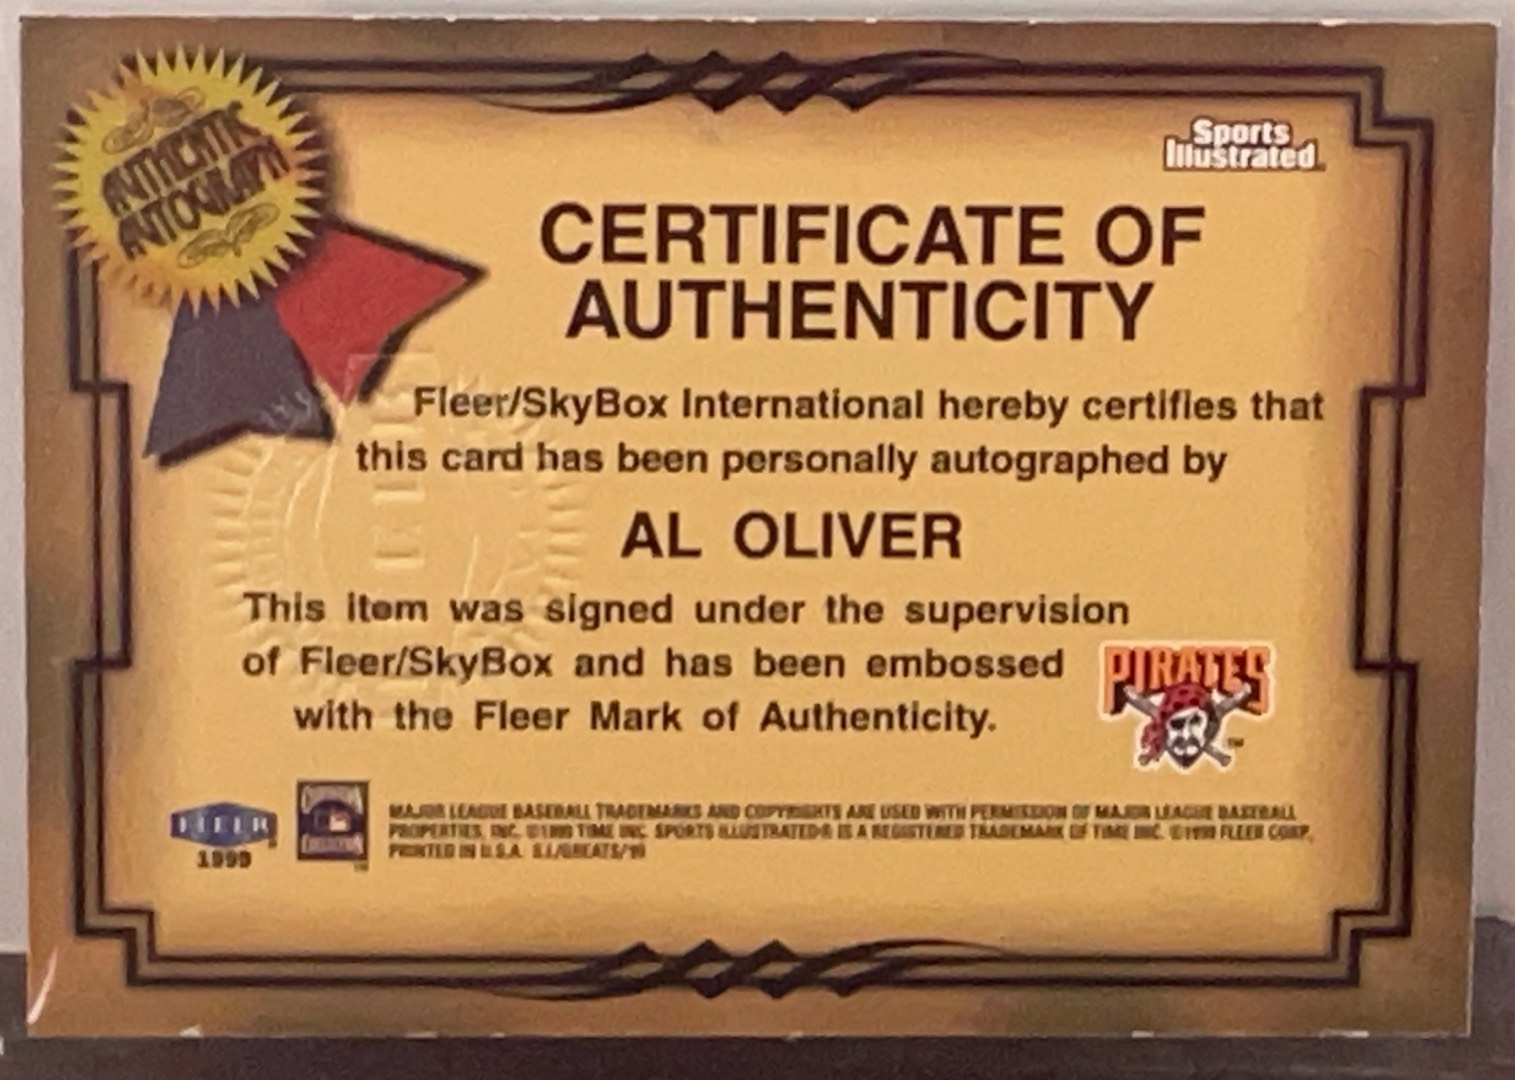 AUTHENTIC
AUTOGRAPH
Sports
Illustrated
CERTIFICATE OF
AUTHENTICITY
Fleer/SkyBox International hereby certifies that
this card has been personally autographed by
AL OLIVER
This item was signed under the supervision
of Fleer/SkyBox and has been embossed
with the Fleer Mark of Authenticity.
PIRATES
TM
FLEER
1999
COOPERSTOWN
COLLECTION
MAJOR LEAGUE BASEBALL TRADEMARKS AND COPYRIGHTS ARE USED WITH PERMISSION OF MAJOR LEAGUE BASEBALL
PROPERTIES, INC. ©1999 TIME INC. SPORTS ILLUSTRATED® IS A REGISTERED TRADEMARK OF TIME INC. ©1999 FLEER CORP.
PRINTED IN U.S.A. S.I./GREATS/99